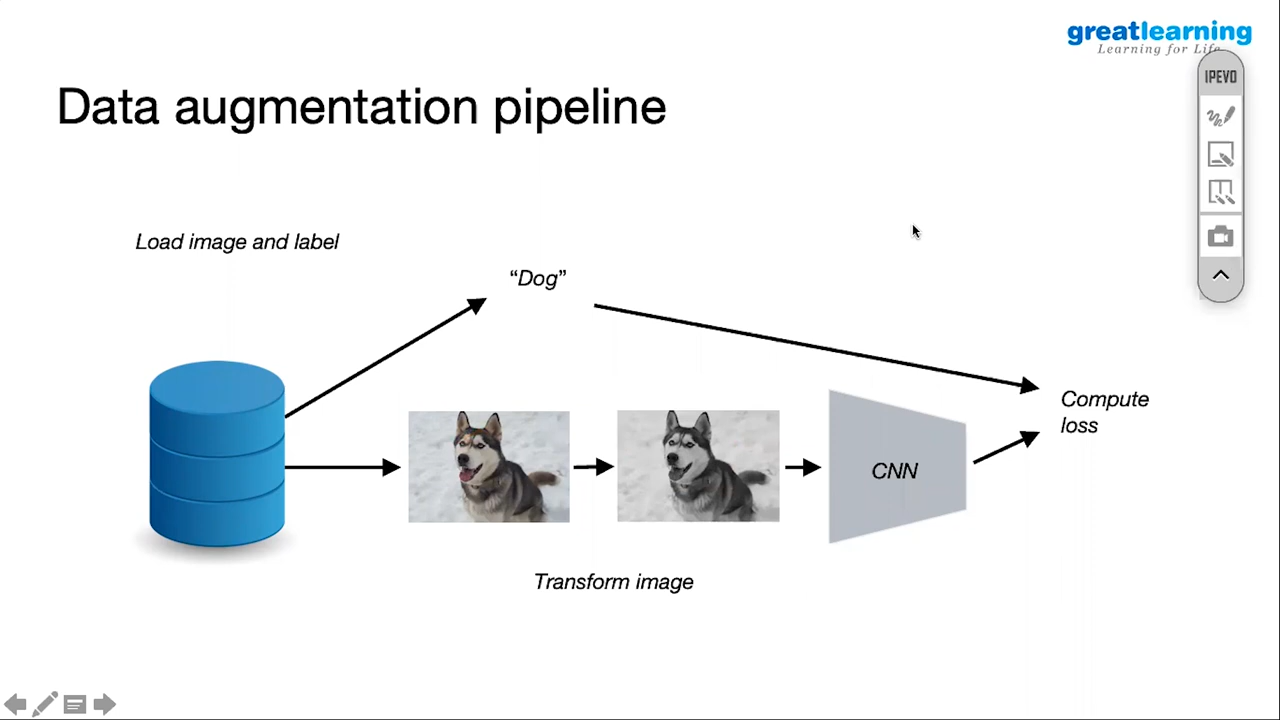 greatlearning
Learning for Life
IPEVO
Data augmentation pipeline
Load image and label
“Dog”
Compute
loss
CNN
Transform image